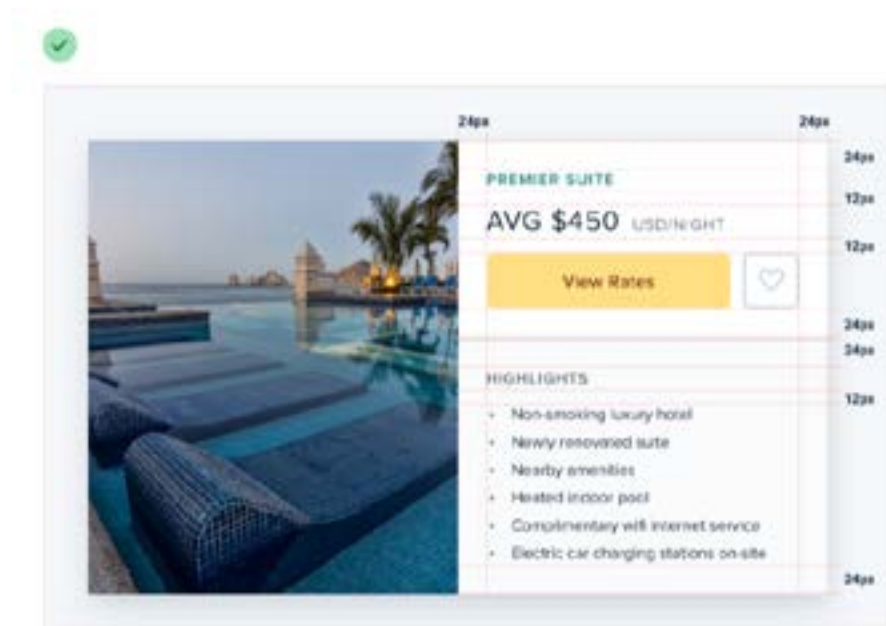 24px 24px
24px
PREMIER SUITE
12px
AVG $450 USD/NIGHT
12px
View Rates
24px
24px
HIGHLIGHTS
12px
• Non-smoking luxury hotel
• Newly renovated suite
• Nearby amenities
• Heated indoor pool
• Complimentary wifi internet service
• Electric car charging stations on-site
24px